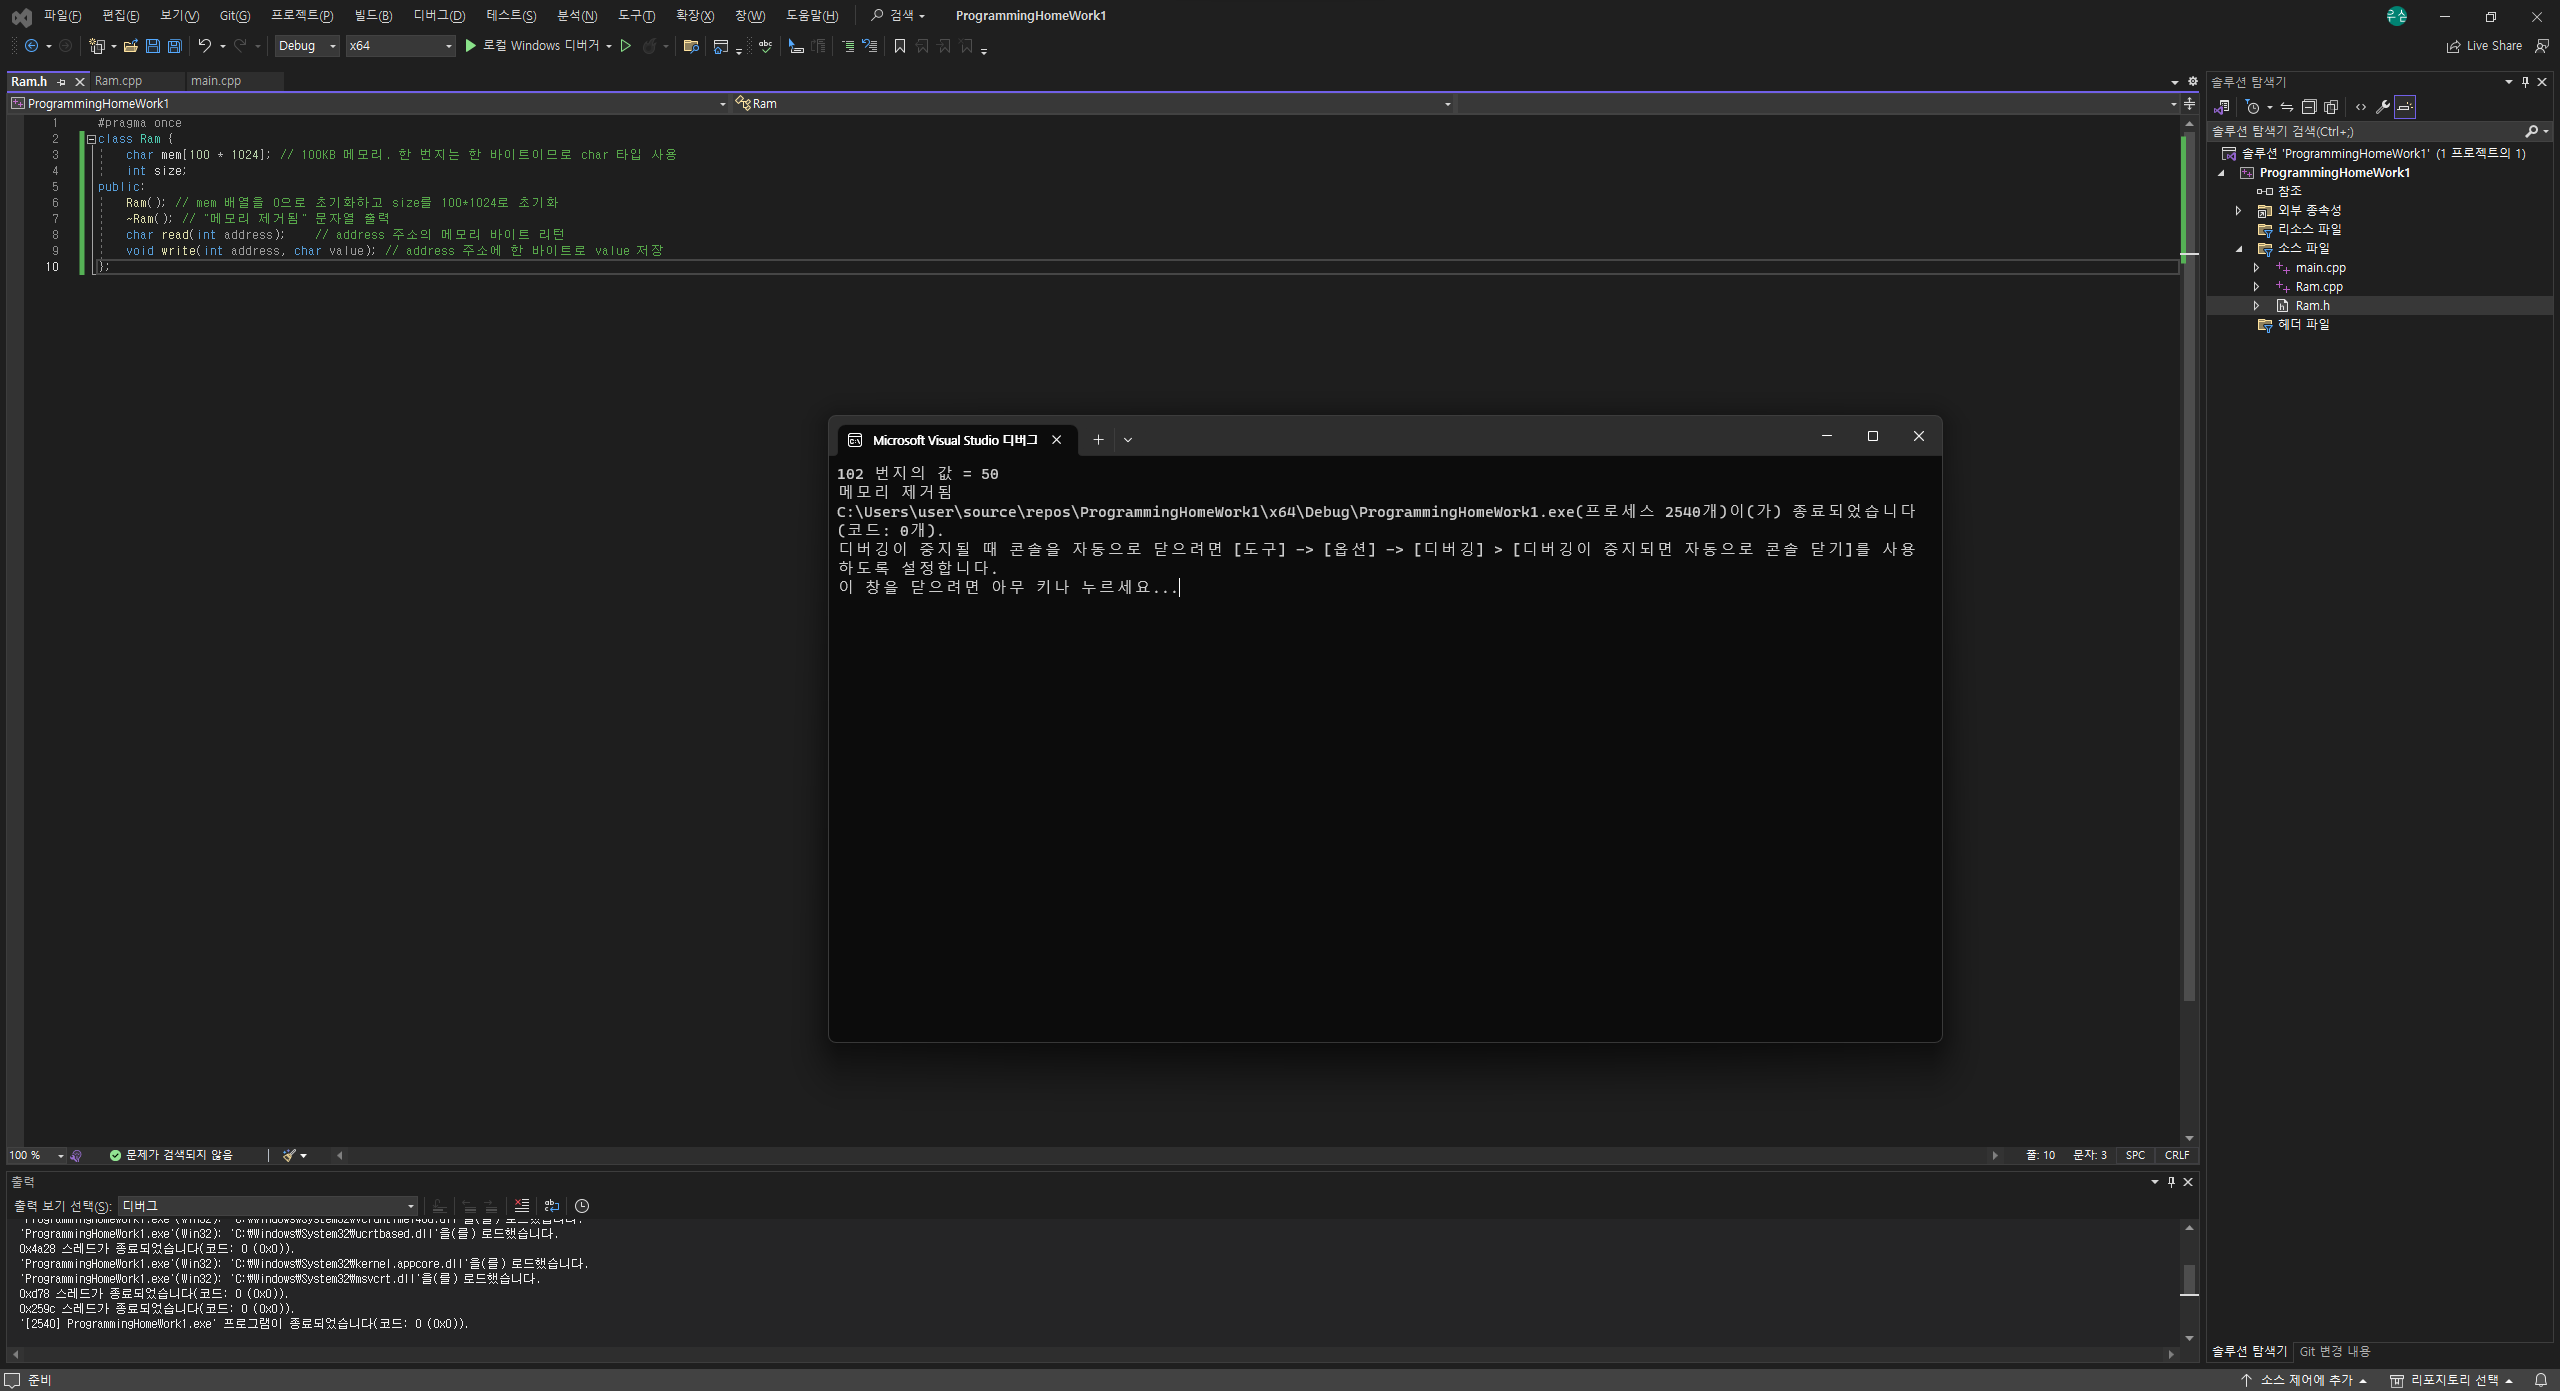 파일(F) 편집(E) 보기(V) Git(G) 프로젝트(P) 빌드(B) 디버그(D) 테스트(S) 분석(N) 도구(T) 확장(X) 창(W) 도움말(H) 검색 ProgrammingHomeWork1
Debug x64 로컬 Windows 디버거 Live Share
Ram.h Ram.cpp main.cpp
ProgrammingHomeWork1 Ram
1 #pragma once
2 class Ram {
3 char mem[100 * 1024]; // 100KB 메모리. 한 번지는 한 바이트이므로 char 타입 사용
4 int size;
5 public:
6 Ram(); // mem 배열을 0으로 초기화하고 size를 100*1024로 초기화
7 ~Ram(); // "메모리 제거됨" 문자열 출력
8 char read(int address); // address 주소의 메모리 바이트 리턴
9 void write(int address, char value); // address 주소에 한 바이트로 value 저장
10 };
Microsoft Visual Studio 디버그
102 번지의 값 = 50
메모리 제거됨
C:\Users\user\source\repos\ProgrammingHomeWork1\x64\Debug\ProgrammingHomeWork1.exe(프로세스 2540개)이(가) 종료되었습니다
(코드: 0개).
디버깅이 중지될 때 콘솔을 자동으로 닫으려면 [도구] -> [옵션] -> [디버깅] > [디버깅이 중지되면 자동으로 콘솔 닫기]를 사용
하도록 설정합니다.
이 창을 닫으려면 아무 키나 누르세요...
솔루션 탐색기
솔루션 탐색기 검색(Ctrl+;)
솔루션 'ProgrammingHomeWork1' (1 프로젝트의 1)
ProgrammingHomeWork1
참조
외부 종속성
리소스 파일
소스 파일
main.cpp
Ram.cpp
Ram.h
헤더 파일
100 % 문제가 검색되지 않음 줄: 10 문자: 3 SPC CRLF
출력
출력 보기 선택(S): 디버그
'ProgrammingHomeWork1.exe'(Win32): 'C:₩Windows₩System32₩ucrtbased.dll'을(를) 로드했습니다.
0x4a28 스레드가 종료되었습니다(코드: 0 (0x0)).
'ProgrammingHomeWork1.exe'(Win32): 'C:₩Windows₩System32₩kernel.appcore.dll'을(를) 로드했습니다.
'ProgrammingHomeWork1.exe'(Win32): 'C:₩Windows₩System32₩msvcrt.dll'을(를) 로드했습니다.
0xd78 스레드가 종료되었습니다(코드: 0 (0x0)).
0x259c 스레드가 종료되었습니다(코드: 0 (0x0)).
'[2540] ProgrammingHomeWork1.exe' 프로그램이 종료되었습니다(코드: 0 (0x0)).
솔루션 탐색기 Git 변경 내용
준비 소스 제어에 추가 리포지토리 선택